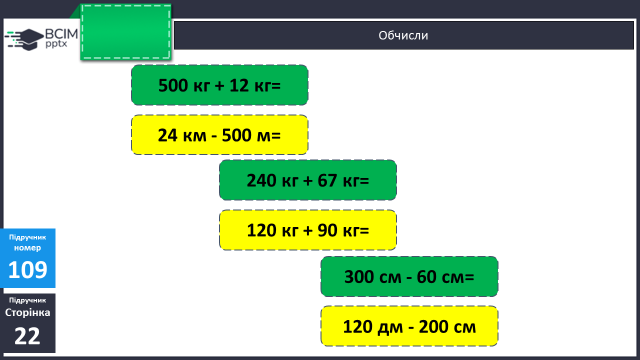 BCIM
pptx
Обчисли
500 кг + 12 кг=
24 км - 500 м=
240 кг + 67 кг=
120 кг + 90 кг=
300 см - 60 см=
120 дм - 200 см
Підручник
номер
109
Підручник
Сторінка
22